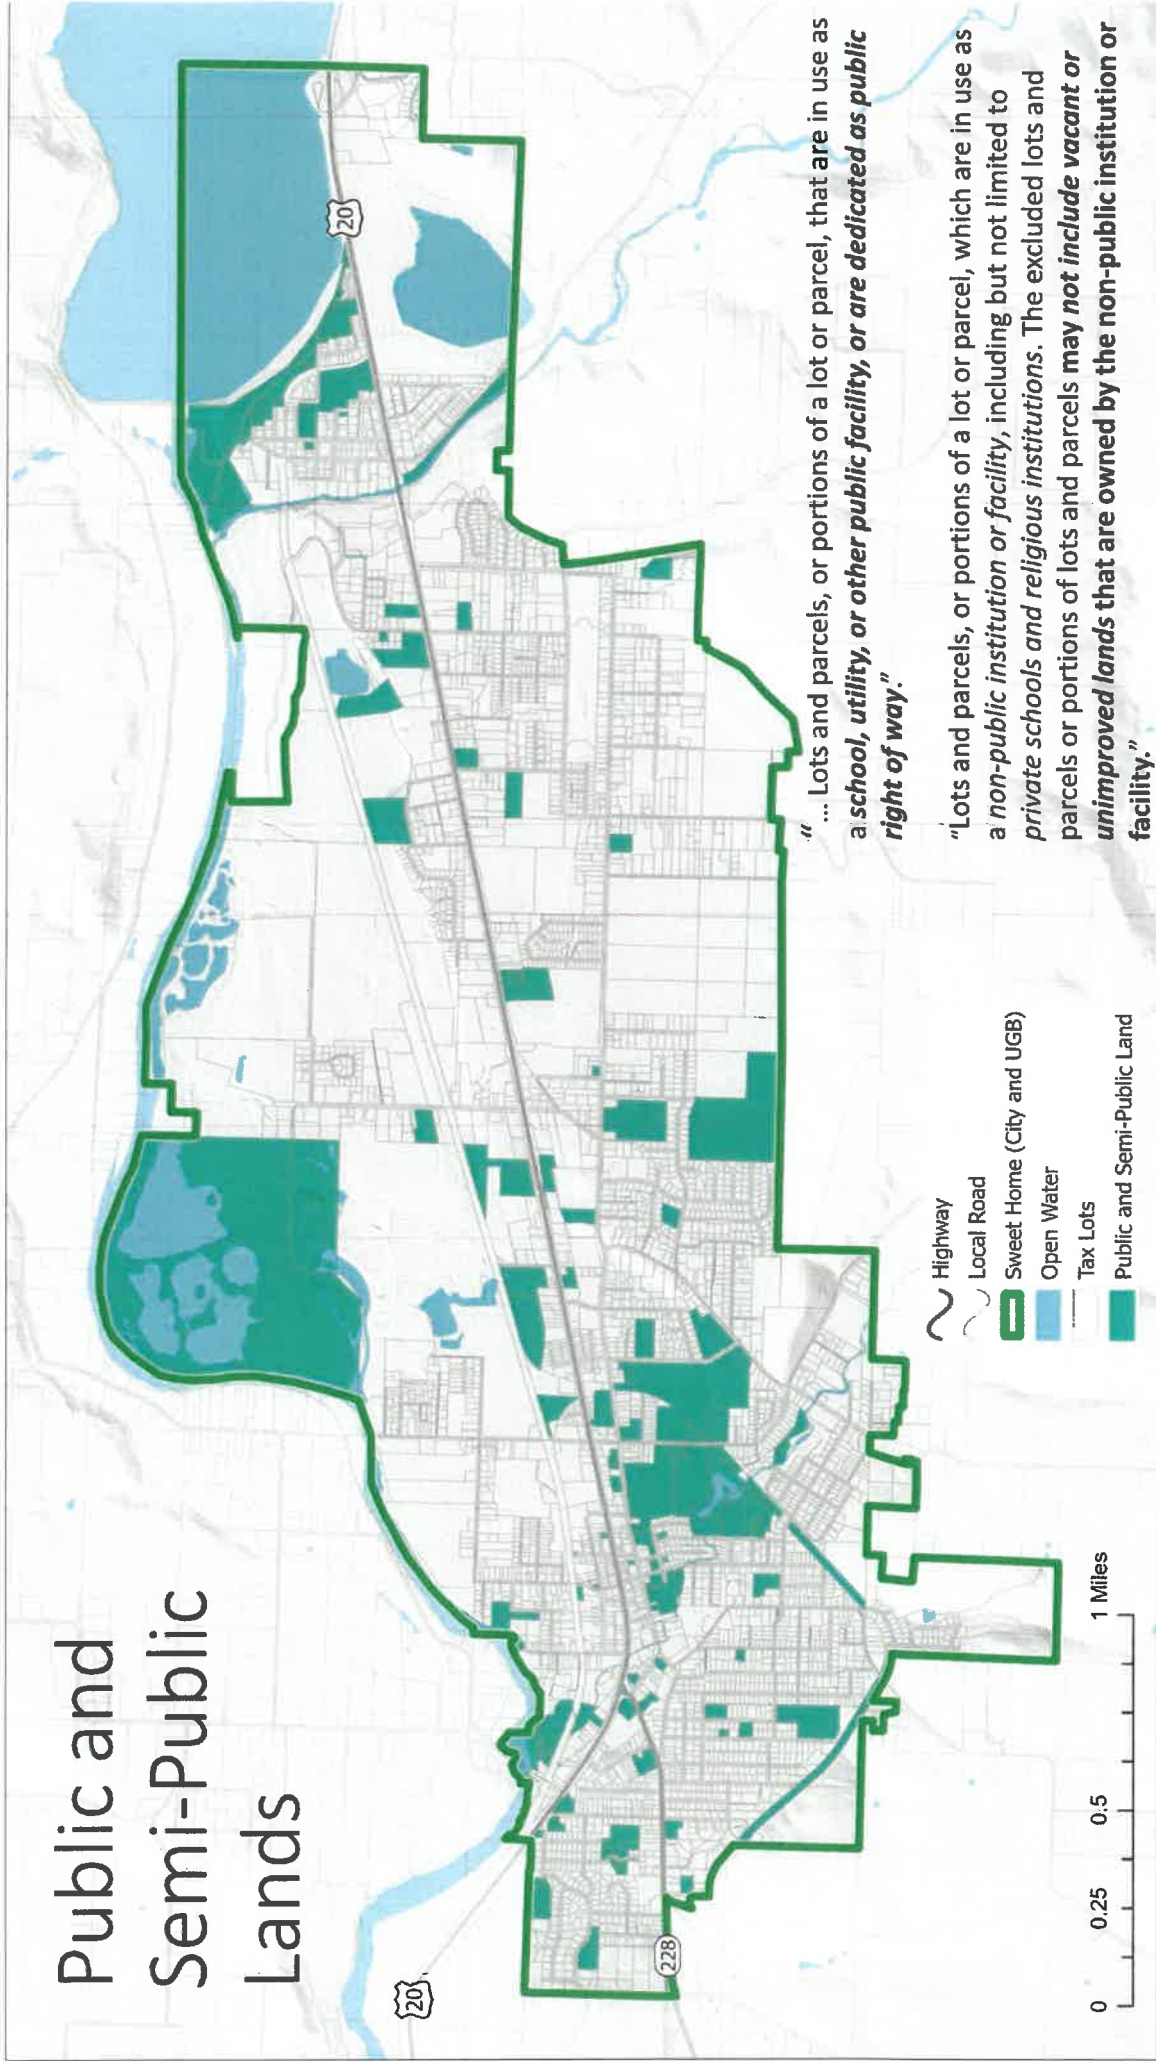 Public and
Semi-Public
Lands
20
20
228
"... Lots and parcels, or portions of a lot or parcel, that are in use as
a school, utility, or other public facility, or are dedicated as public
right of way."
"Lots and parcels, or portions of a lot or parcel, which are in use as
a non-public institution or facility, including but not limited to
private schools and religious institutions. The excluded lots and
parcels or portions of lots and parcels may not include vacant or
unimproved lands that are owned by the non-public institution or
facility."
Highway
Local Road
Sweet Home (City and UGB)
Open Water
Tax Lots
Public and Semi-Public Land
0 0.25 0.5 1 Miles